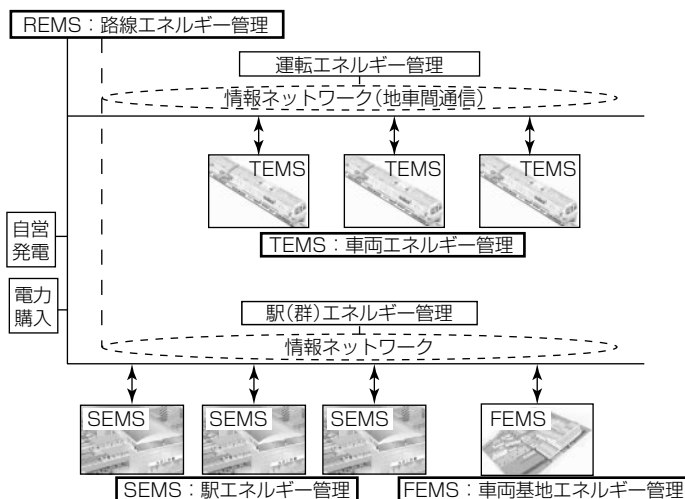 REMS：路線エネルギー管理
運転エネルギー管理
情報ネットワーク(地車間通信)
TEMS
TEMS
TEMS
TEMS：車両エネルギー管理
自営
発電
電力
購入
駅(群)エネルギー管理
情報ネットワーク
SEMS
SEMS
SEMS
FEMS
SEMS：駅エネルギー管理
FEMS：車両基地エネルギー管理